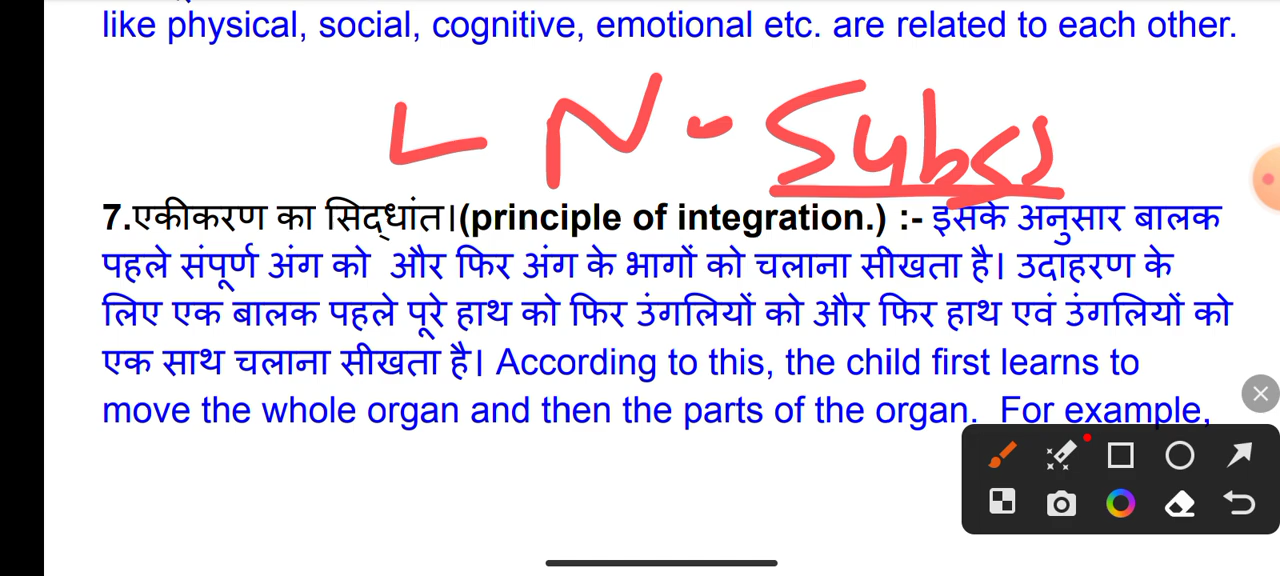 like physical, social, cognitive, emotional etc. are related to each other.
L N - Subs
7.एकीकरण का सिद्धांत।(principle of integration.) :- इसके अनुसार बालक
पहले संपूर्ण अंग को और फिर अंग के भागों को चलाना सीखता है। उदाहरण के
लिए एक बालक पहले पूरे हाथ को फिर उंगलियों को और फिर हाथ एवं उंगलियों को
एक साथ चलाना सीखता है। According to this, the child first learns to
move the whole organ and then the parts of the organ. For example,